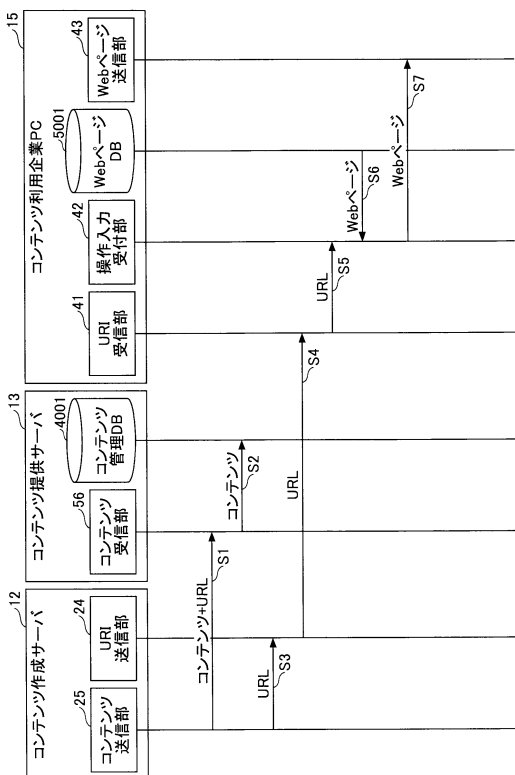 12
コンテンツ作成サーバ
25
コンテンツ
送信部
24
URI
送信部
13
コンテンツ提供サーバ
56
コンテンツ
受信部
4001
コンテンツ
管理DB
15
コンテンツ利用企業PC
41
URI
受信部
42
操作入力
受付部
5001
Webページ
DB
43
Webページ
送信部
コンテンツ+URL
S1
コンテンツ
S2
URL
S3
URL
S4
URL
S5
Webページ
S6
Webページ
S7